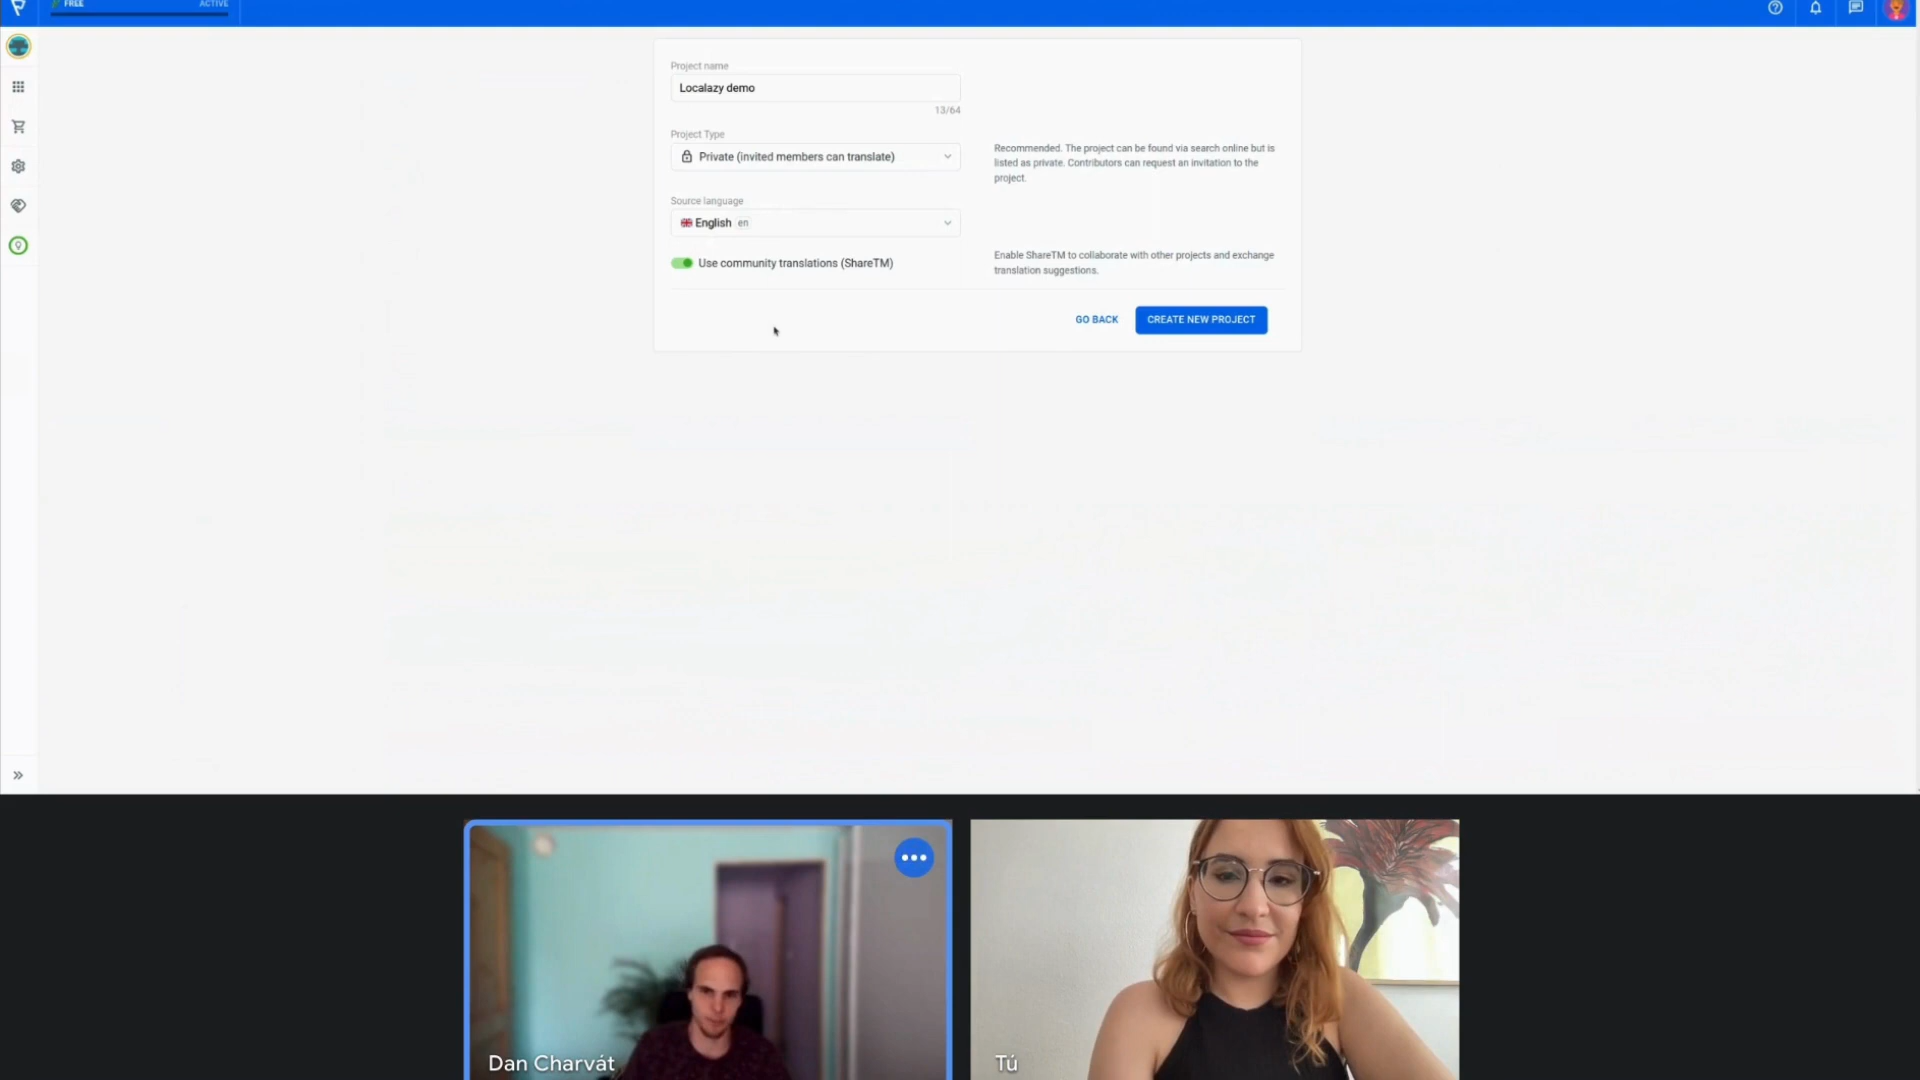 FREE ACTIVE
Project name
Localazy demo
13/64
Project Type
Private (invited members can translate)
Recommended. The project can be found via search online but is
listed as private. Contributors can request an invitation to the
project.
Source language
English en
Use community translations (ShareTM)
Enable ShareTM to collaborate with other projects and exchange
translation suggestions.
GO BACK
CREATE NEW PROJECT
Dan Charvát
Tú